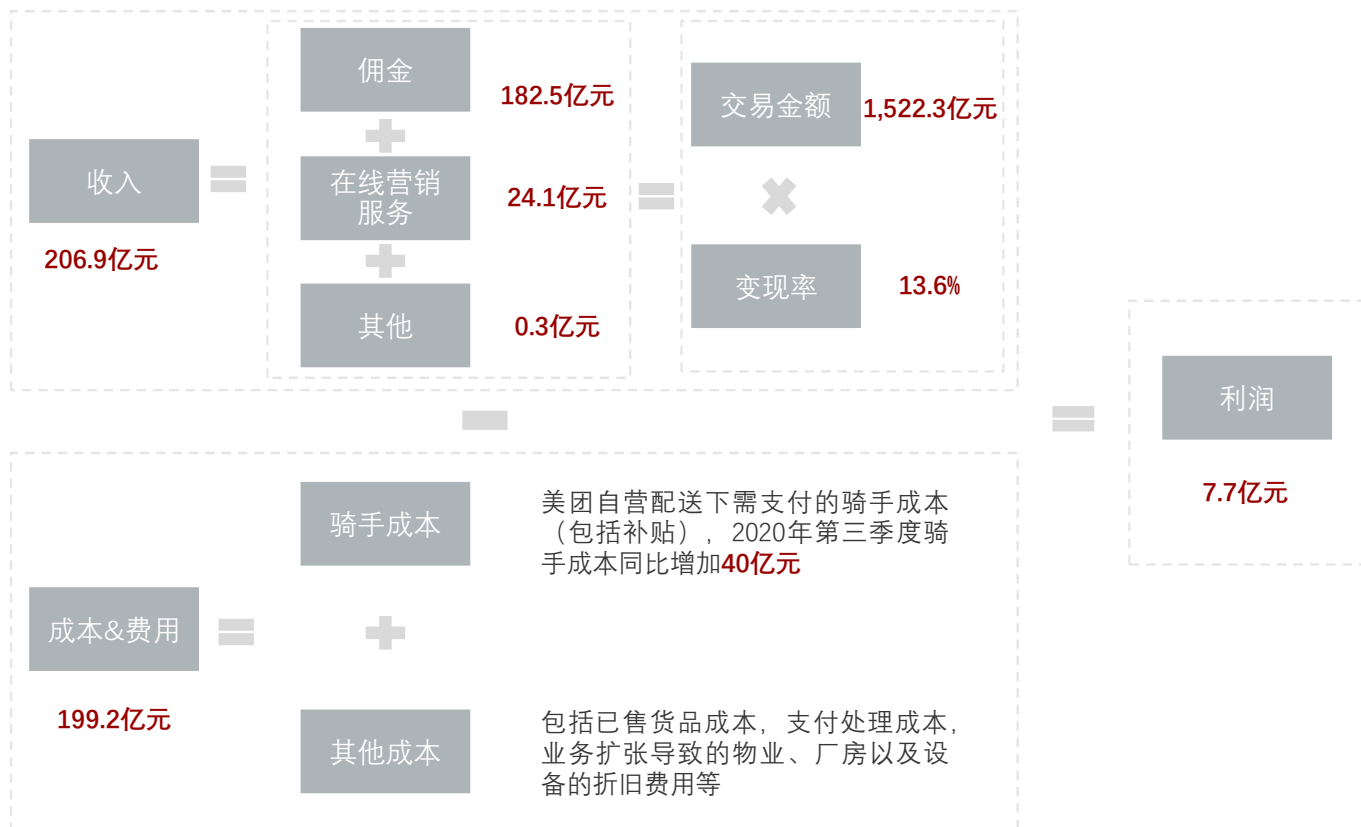 佣金
182.5亿元
交易金额
1,522.3亿元
收入
206.9亿元
在线营销
服务
24.1亿元
变现率
13.6%
其他
0.3亿元
利润
7.7亿元
骑手成本
美团自营配送下需支付的骑手成本
（包括补贴），2020年第三季度骑
手成本同比增加40亿元
成本&费用
199.2亿元
其他成本
包括已售货品成本，支付处理成本，
业务扩张导致的物业、厂房以及设
备的折旧费用等